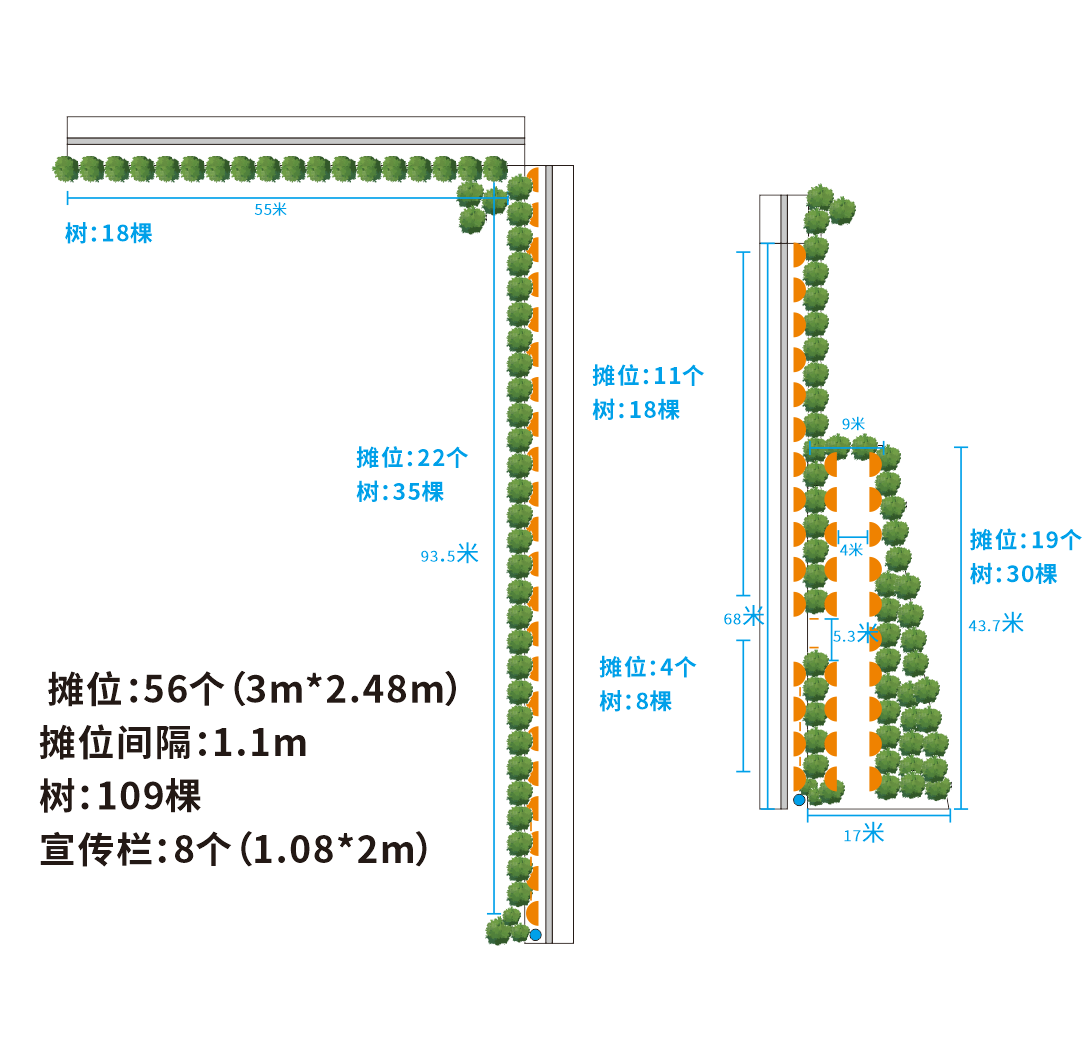 55米
树：18棵
摊位：11个
树：18棵
9米
摊位：22个
树：35棵
93.5米
4米
摊位：19个
树：30棵
68米
5.3米
43.7米
摊位：4个
树：8棵
摊位：56个（3m*2.48m）
摊位间隔：1.1m
树：109棵
宣传栏：8个（1.08*2m）
17米